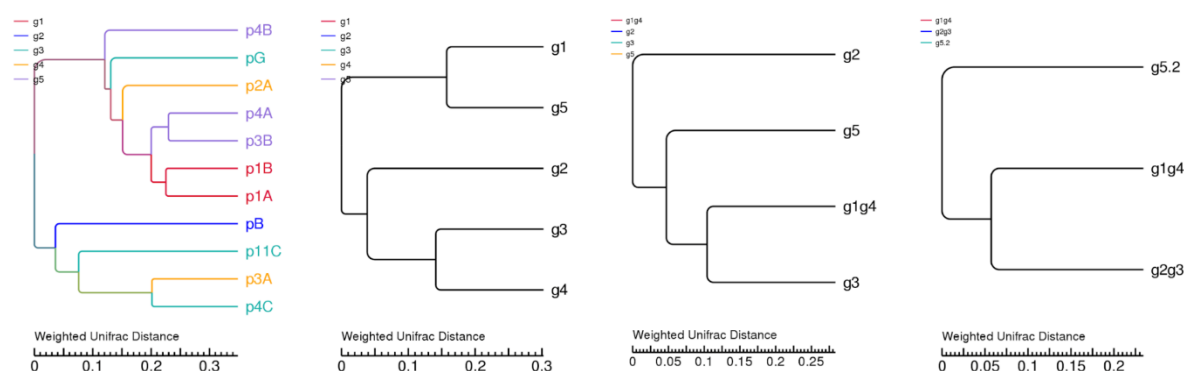 g1
g2
g3
g4
g5
p4B
pG
p2A
p4A
p3B
p1B
p1A
pB
p11C
p3A
p4C
Weighted Unifrac Distance
0 0.1 0.2 0.3
g1
g2
g3
g4
g5
g1
g5
g2
g3
g4
Weighted Unifrac Distance
0 0.1 0.2 0.3
g1g4
g2
g3
g5
g2
g5
g1g4
g3
Weighted Unifrac Distance
0 0.05 0.1 0.15 0.2 0.25
g1g4
g2g3
g5.2
g5.2
g1g4
g2g3
Weighted Unifrac Distance
0 0.05 0.1 0.15 0.2